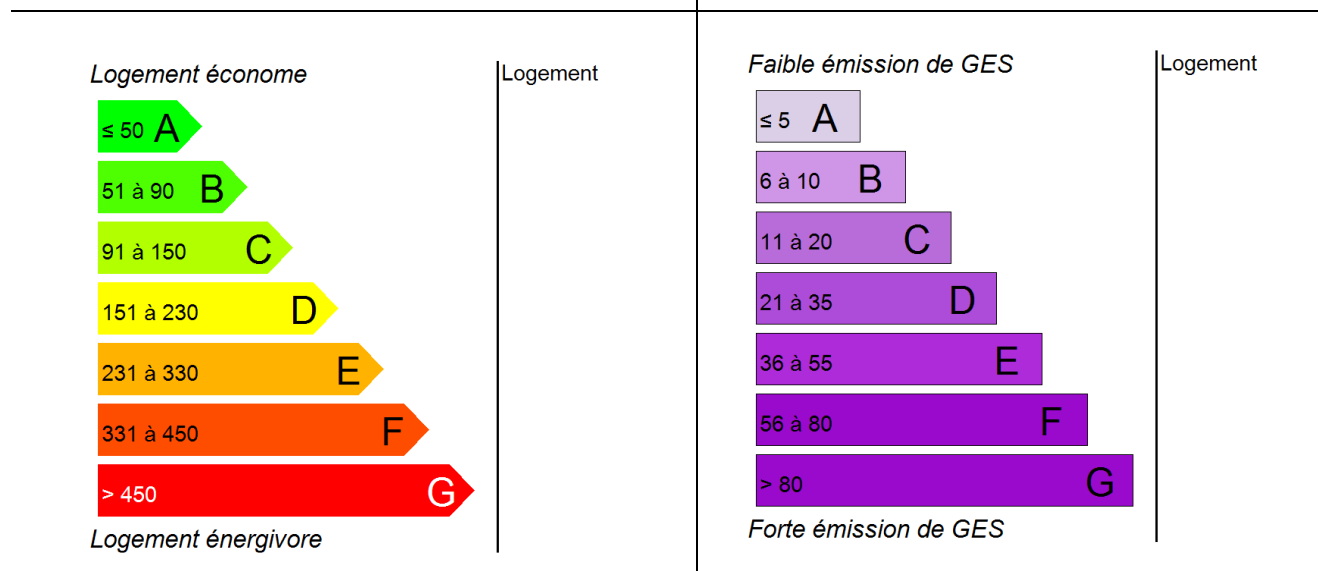 Logement économe
Logement
≤ 50 A
51 à 90 B
91 à 150 C
151 à 230 D
231 à 330 E
331 à 450 F
> 450 G
Logement énergivore
Faible émission de GES
Logement
≤ 5 A
6 à 10 B
11 à 20 C
21 à 35 D
36 à 55 E
56 à 80 F
> 80 G
Forte émission de GES